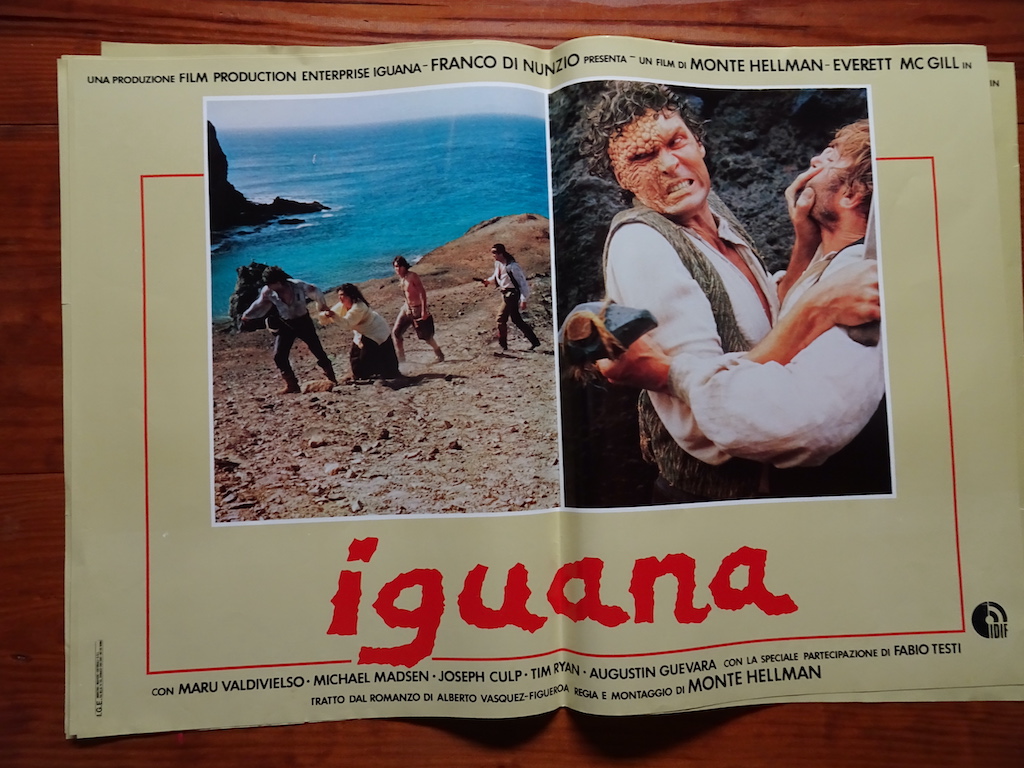 UNA PRODUZIONE FILM PRODUCTION ENTERPRISE IGUANA - FRANCO DI NUNZIO PRESENTA - UN FILM DI MONTE HELLMAN - EVERETT MC GILL IN
IN
iguana
IDIF
CON MARU VALDIVIELSO · MICHAEL MADSEN · JOSEPH CULP · TIM RYAN · AUGUSTIN GUEVARA CON LA SPECIALE PARTECIPAZIONE DI FABIO TESTI
TRATTO DAL ROMANZO DI ALBERTO VASQUEZ-FIGUEROA REGIA E MONTAGGIO DI MONTE HELLMAN